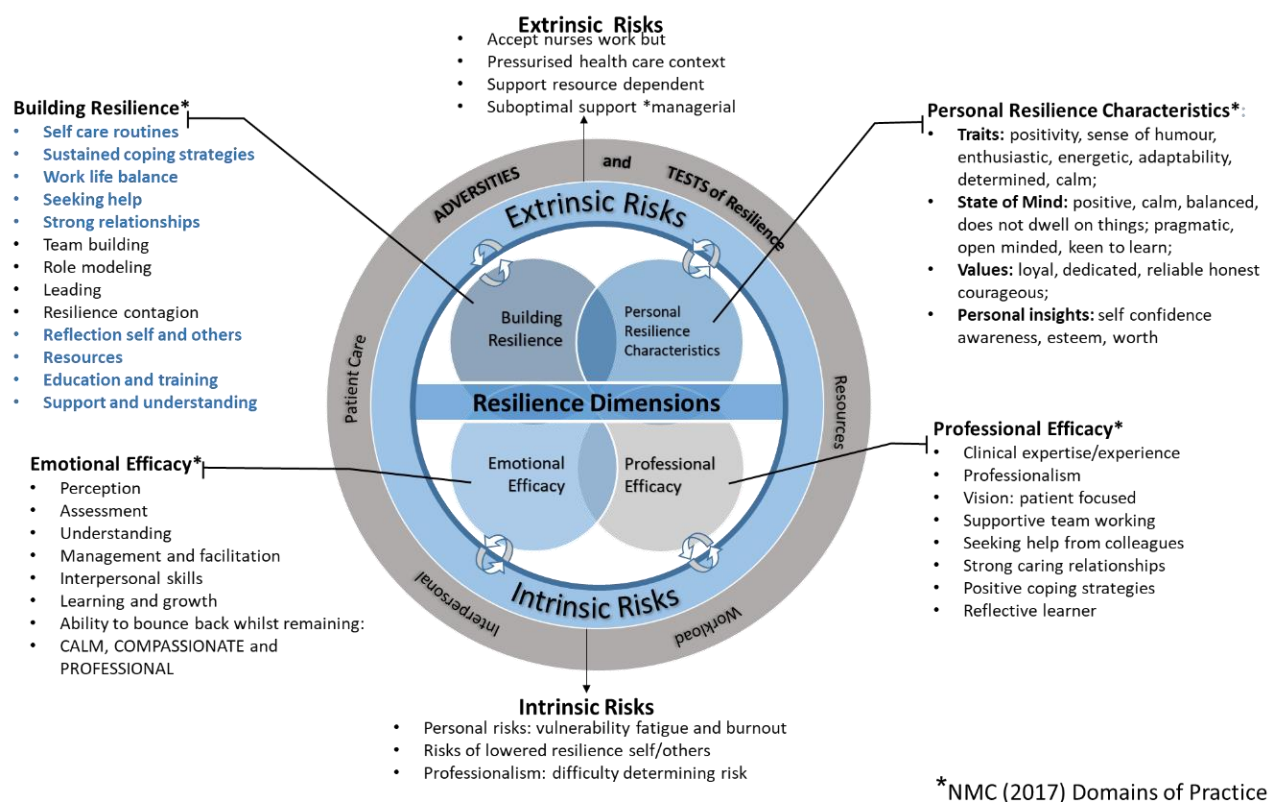 Extrinsic Risks
• Accept nurses work but
• Pressurised health care context
• Support resource dependent
• Suboptimal support *managerial
Building Resilience*
• Self care routines
• Sustained coping strategies
• Work life balance
• Seeking help
• Strong relationships
• Team building
• Role modeling
• Leading
• Resilience contagion
• Reflection self and others
• Resources
• Education and training
• Support and understanding
Personal Resilience Characteristics*:
• Traits: positivity, sense of humour,
enthusiastic, energetic, adaptability,
determined, calm;
• State of Mind: positive, calm, balanced,
does not dwell on things; pragmatic,
open minded, keen to learn;
• Values: loyal, dedicated, reliable honest
courageous;
• Personal insights: self confidence
awareness, esteem, worth
ADVERSITIES and TESTS of Resilience
Extrinsic Risks
Patient Care
Resources
Building
Resilience
Personal
Resilience
Characteristics
Resilience Dimensions
Emotional
Efficacy
Professional
Efficacy
Intrinsic Risks
Interpersonal
Workload
Emotional Efficacy*
• Perception
• Assessment
• Understanding
• Management and facilitation
• Interpersonal skills
• Learning and growth
• Ability to bounce back whilst remaining:
• CALM, COMPASSIONATE and
PROFESSIONAL
Professional Efficacy*
• Clinical expertise/experience
• Professionalism
• Vision: patient focused
• Supportive team working
• Seeking help from colleagues
• Strong caring relationships
• Positive coping strategies
• Reflective learner
Intrinsic Risks
• Personal risks: vulnerability fatigue and burnout
• Risks of lowered resilience self/others
• Professionalism: difficulty determining risk
*NMC (2017) Domains of Practice